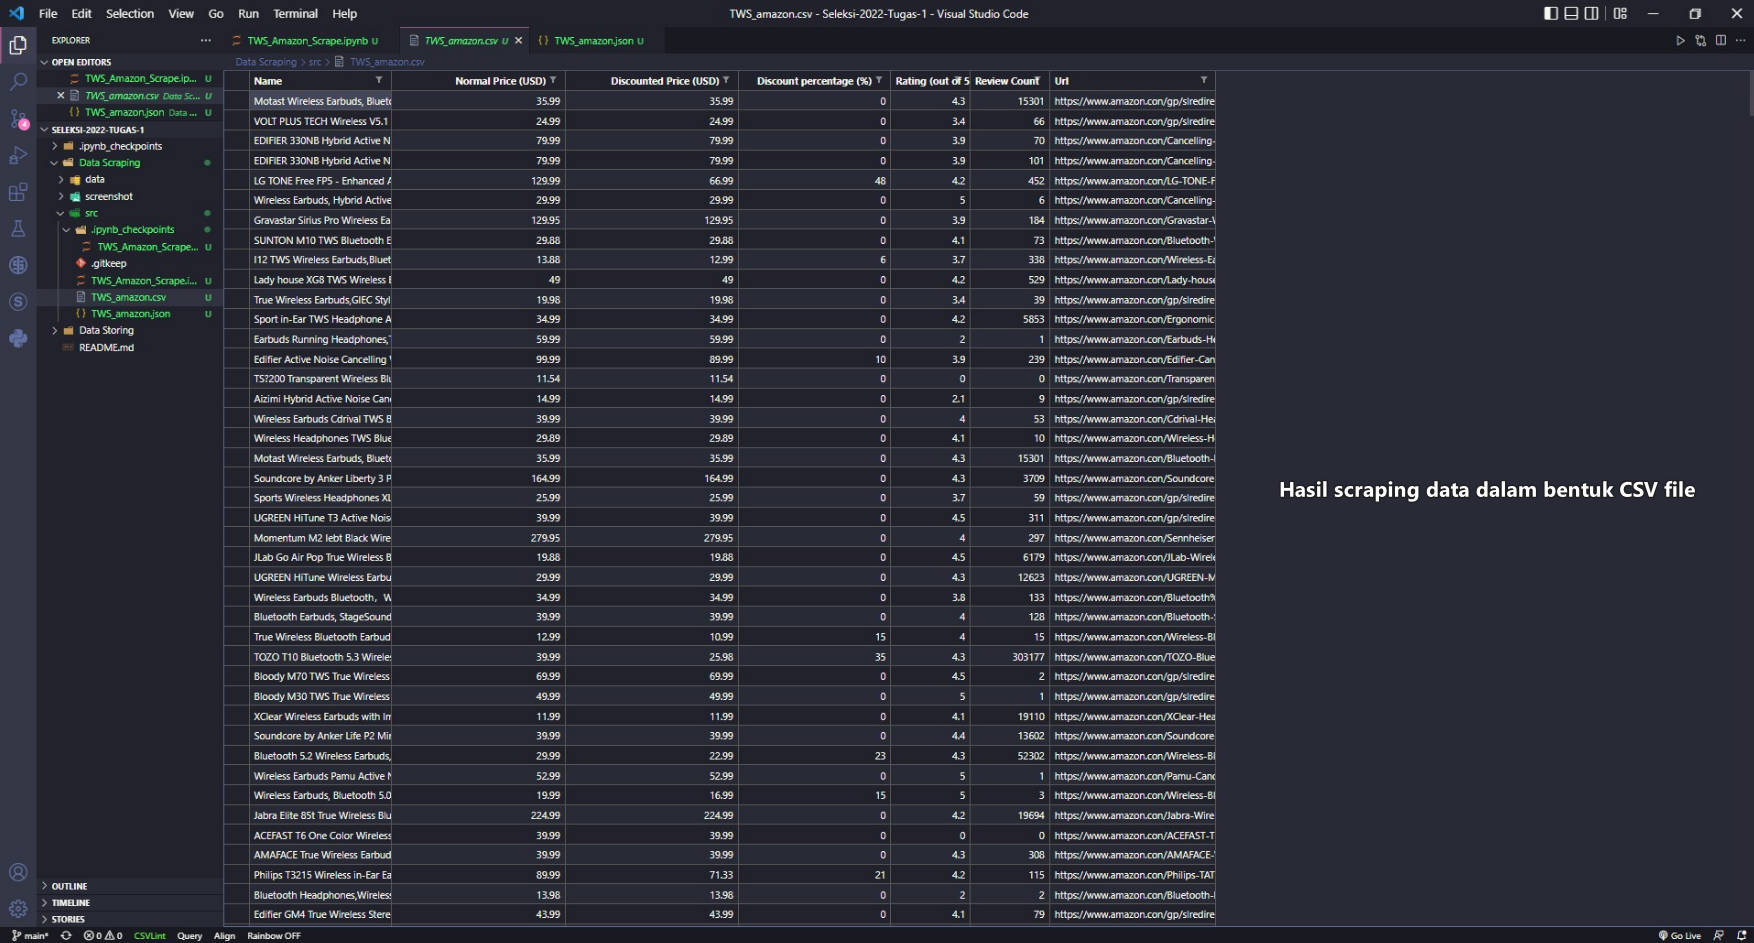 File Edit Selection View Go Run Terminal Help TWS_amazon.csv - Seleksi-2022-Tugas-1 - Visual Studio Code
EXPLORER ... TWS_Amazon_Scrape.ipynb U TWS_amazon.csv U {} TWS_amazon.json U
OPEN EDITORS
TWS_Amazon_Scrape.ip... U
TWS_amazon.csv Data Sc... U
{} TWS_amazon.json Data ... U
SELEKSI-2022-TUGAS-1
.ipynb_checkpoints
Data Scraping
data
screenshot
src
.ipynb_checkpoints
TWS_Amazon_Scrape... U
.gitkeep
TWS_Amazon_Scrape.i... U
TWS_amazon.csv U
{} TWS_amazon.json U
Data Storing
README.md
OUTLINE
TIMELINE
STORIES
Data Scraping > src > TWS_amazon.csv
Name Normal Price (USD) Discounted Price (USD) Discount percentage (%) Rating (out of 5 Review Count Url
Motast Wireless Earbuds, Blueto 35.99 35.99 0 4.3 15301 https://www.amazon.com/gp/slredire
VOLT PLUS TECH Wireless V5.1 24.99 24.99 0 3.4 66 https://www.amazon.com/gp/slredire
EDIFIER 330NB Hybrid Active N 79.99 79.99 0 3.9 70 https://www.amazon.com/Cancelling-
EDIFIER 330NB Hybrid Active N 79.99 79.99 0 3.9 101 https://www.amazon.com/Cancelling-
LG TONE Free FP5 - Enhanced A 129.99 66.99 48 4.2 452 https://www.amazon.com/LG-TONE-F
Wireless Earbuds, Hybrid Active 29.99 29.99 0 5 6 https://www.amazon.com/Cancelling-
Gravastar Sirius Pro Wireless Ea 129.95 129.95 0 3.9 184 https://www.amazon.com/Gravastar-W
SUNTON M10 TWS Bluetooth E 29.88 29.88 0 4.1 73 https://www.amazon.com/Bluetooth-
I12 TWS Wireless Earbuds,Bluet 13.88 12.99 6 3.7 338 https://www.amazon.com/Wireless-Ea
Lady house XG8 TWS Wireless E 49 49 0 4.2 529 https://www.amazon.com/Lady-house
True Wireless Earbuds,GIEC Styl 19.98 19.98 0 3.4 39 https://www.amazon.com/gp/slredire
Sport in-Ear TWS Headphone A 34.99 34.99 0 4.2 5853 https://www.amazon.com/Ergonomic
Earbuds Running Headphones, 59.99 59.99 0 2 1 https://www.amazon.com/Earbuds-He
Edifier Active Noise Cancelling 99.99 89.99 10 3.9 239 https://www.amazon.com/Edifier-Can
TS?200 Transparent Wireless Blu 11.54 11.54 0 0 0 https://www.amazon.com/Transparen
Aizimi Hybrid Active Noise Can 14.99 14.99 0 2.1 9 https://www.amazon.com/gp/slredire
Wireless Earbuds Cdrival TWS B 39.99 39.99 0 4 53 https://www.amazon.com/Cdrival-Hea
Wireless Headphones TWS Blue 29.89 29.89 0 4.1 10 https://www.amazon.com/Wireless-H
Motast Wireless Earbuds, Blueto 35.99 35.99 0 4.3 15301 https://www.amazon.com/Bluetooth-
Soundcore by Anker Liberty 3 P 164.99 164.99 0 4.3 3709 https://www.amazon.com/Soundcore
Sports Wireless Headphones XL 25.99 25.99 0 3.7 59 https://www.amazon.com/gp/slredire
UGREEN HiTune T3 Active Nois 39.99 39.99 0 4.5 311 https://www.amazon.com/gp/slredire
Momentum M2 Iebt Black Wire 279.95 279.95 0 4 297 https://www.amazon.com/Sennheiser
JLab Go Air Pop True Wireless B 19.88 19.88 0 4.5 6179 https://www.amazon.com/JLab-Wirele
UGREEN HiTune Wireless Earbu 29.99 29.99 0 4.3 12623 https://www.amazon.com/UGREEN-M
Wireless Earbuds Bluetooth, W 34.99 34.99 0 3.8 133 https://www.amazon.com/Bluetooth%
Bluetooth Earbuds, StageSound 39.99 39.99 0 4 128 https://www.amazon.com/Bluetooth-S
True Wireless Bluetooth Earbud 12.99 10.99 15 4 15 https://www.amazon.com/Wireless-Bl
TOZO T10 Bluetooth 5.3 Wireles 39.99 25.98 35 4.3 303177 https://www.amazon.com/TOZO-Blue
Bloody M70 TWS True Wireless 69.99 69.99 0 4.5 2 https://www.amazon.com/gp/slredire
Bloody M30 TWS True Wireless 49.99 49.99 0 5 1 https://www.amazon.com/gp/slredire
XClear Wireless Earbuds with Im 11.99 11.99 0 4.1 19110 https://www.amazon.com/XClear-Hea
Soundcore by Anker Life P2 Min 39.99 39.99 0 4.4 13602 https://www.amazon.com/Soundcore
Bluetooth 5.2 Wireless Earbuds, 29.99 22.99 23 4.3 52302 https://www.amazon.com/Wireless-Bl
Wireless Earbuds Pamu Active N 52.99 52.99 0 5 1 https://www.amazon.com/Pamu-Canc
Wireless Earbuds, Bluetooth 5.0 19.99 16.99 15 5 3 https://www.amazon.com/Wireless-Bl
Jabra Elite 85t True Wireless Blu 224.99 224.99 0 4.2 19694 https://www.amazon.com/Jabra-Wire
ACEFAST T6 One Color Wireless 39.99 39.99 0 0 0 https://www.amazon.com/ACEFAST-T
AMAFACE True Wireless Earbud 39.99 39.99 0 4.3 308 https://www.amazon.com/AMAFACE-
Philips T3215 Wireless in-Ear Ea 89.99 71.33 21 4.2 115 https://www.amazon.com/Philips-TAT
Bluetooth Headphones,Wireless 13.98 13.98 0 2 2 https://www.amazon.com/Bluetooth-
Edifier GM4 True Wireless Stere 43.99 43.99 0 4.1 79 https://www.amazon.com/gp/slredire
Hasil scraping data dalam bentuk CSV file
main* 0 0 CSVLint Query Align Rainbow OFF Go Live